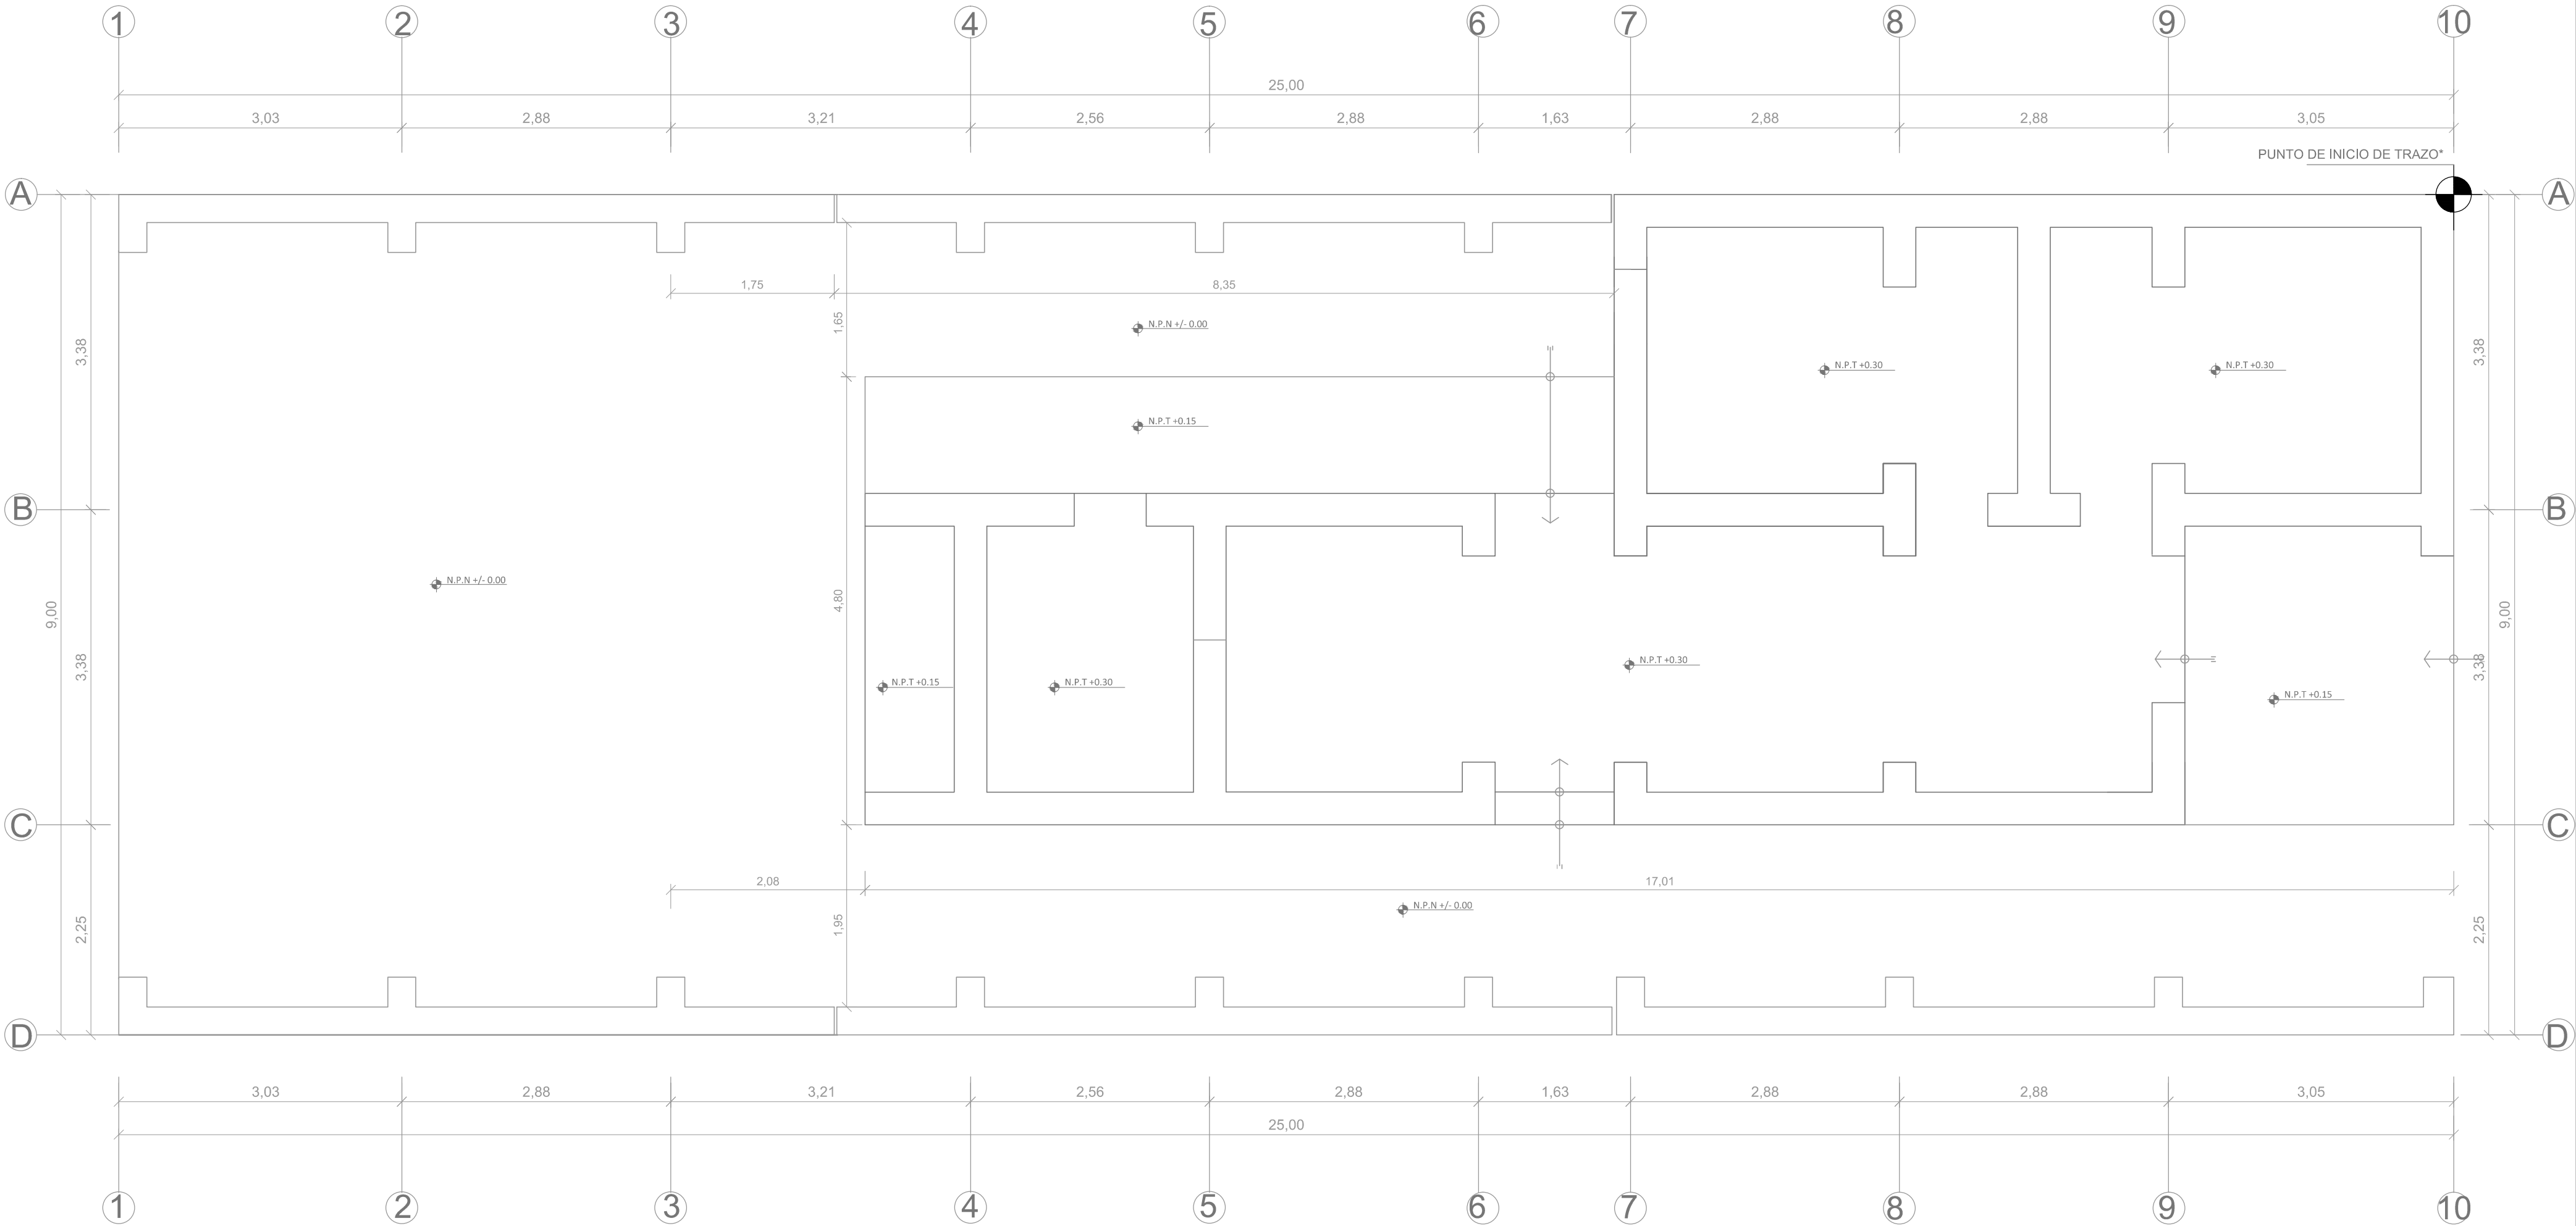 1 2 3 4 5 6 7 8 9 10
25,00
3,03 2,88 3,21 2,56 2,88 1,63 2,88 2,88 3,05
PUNTO DE INICIO DE TRAZO*
A A
1,75 8,35
1,65
N.P.N +/- 0.00
3,38 3,38
N.P.T +0.30 N.P.T +0.30
N.P.T +0.15
B B
N.P.N +/- 0.00
4,80
9,00 9,00
N.P.T +0.30
3,38 3,38
N.P.T +0.15 N.P.T +0.30
N.P.T +0.15
C C
2,08 17,01
N.P.N +/- 0.00
1,95
2,25 2,25
D D
3,03 2,88 3,21 2,56 2,88 1,63 2,88 2,88 3,05
25,00
1 2 3 4 5 6 7 8 9 10